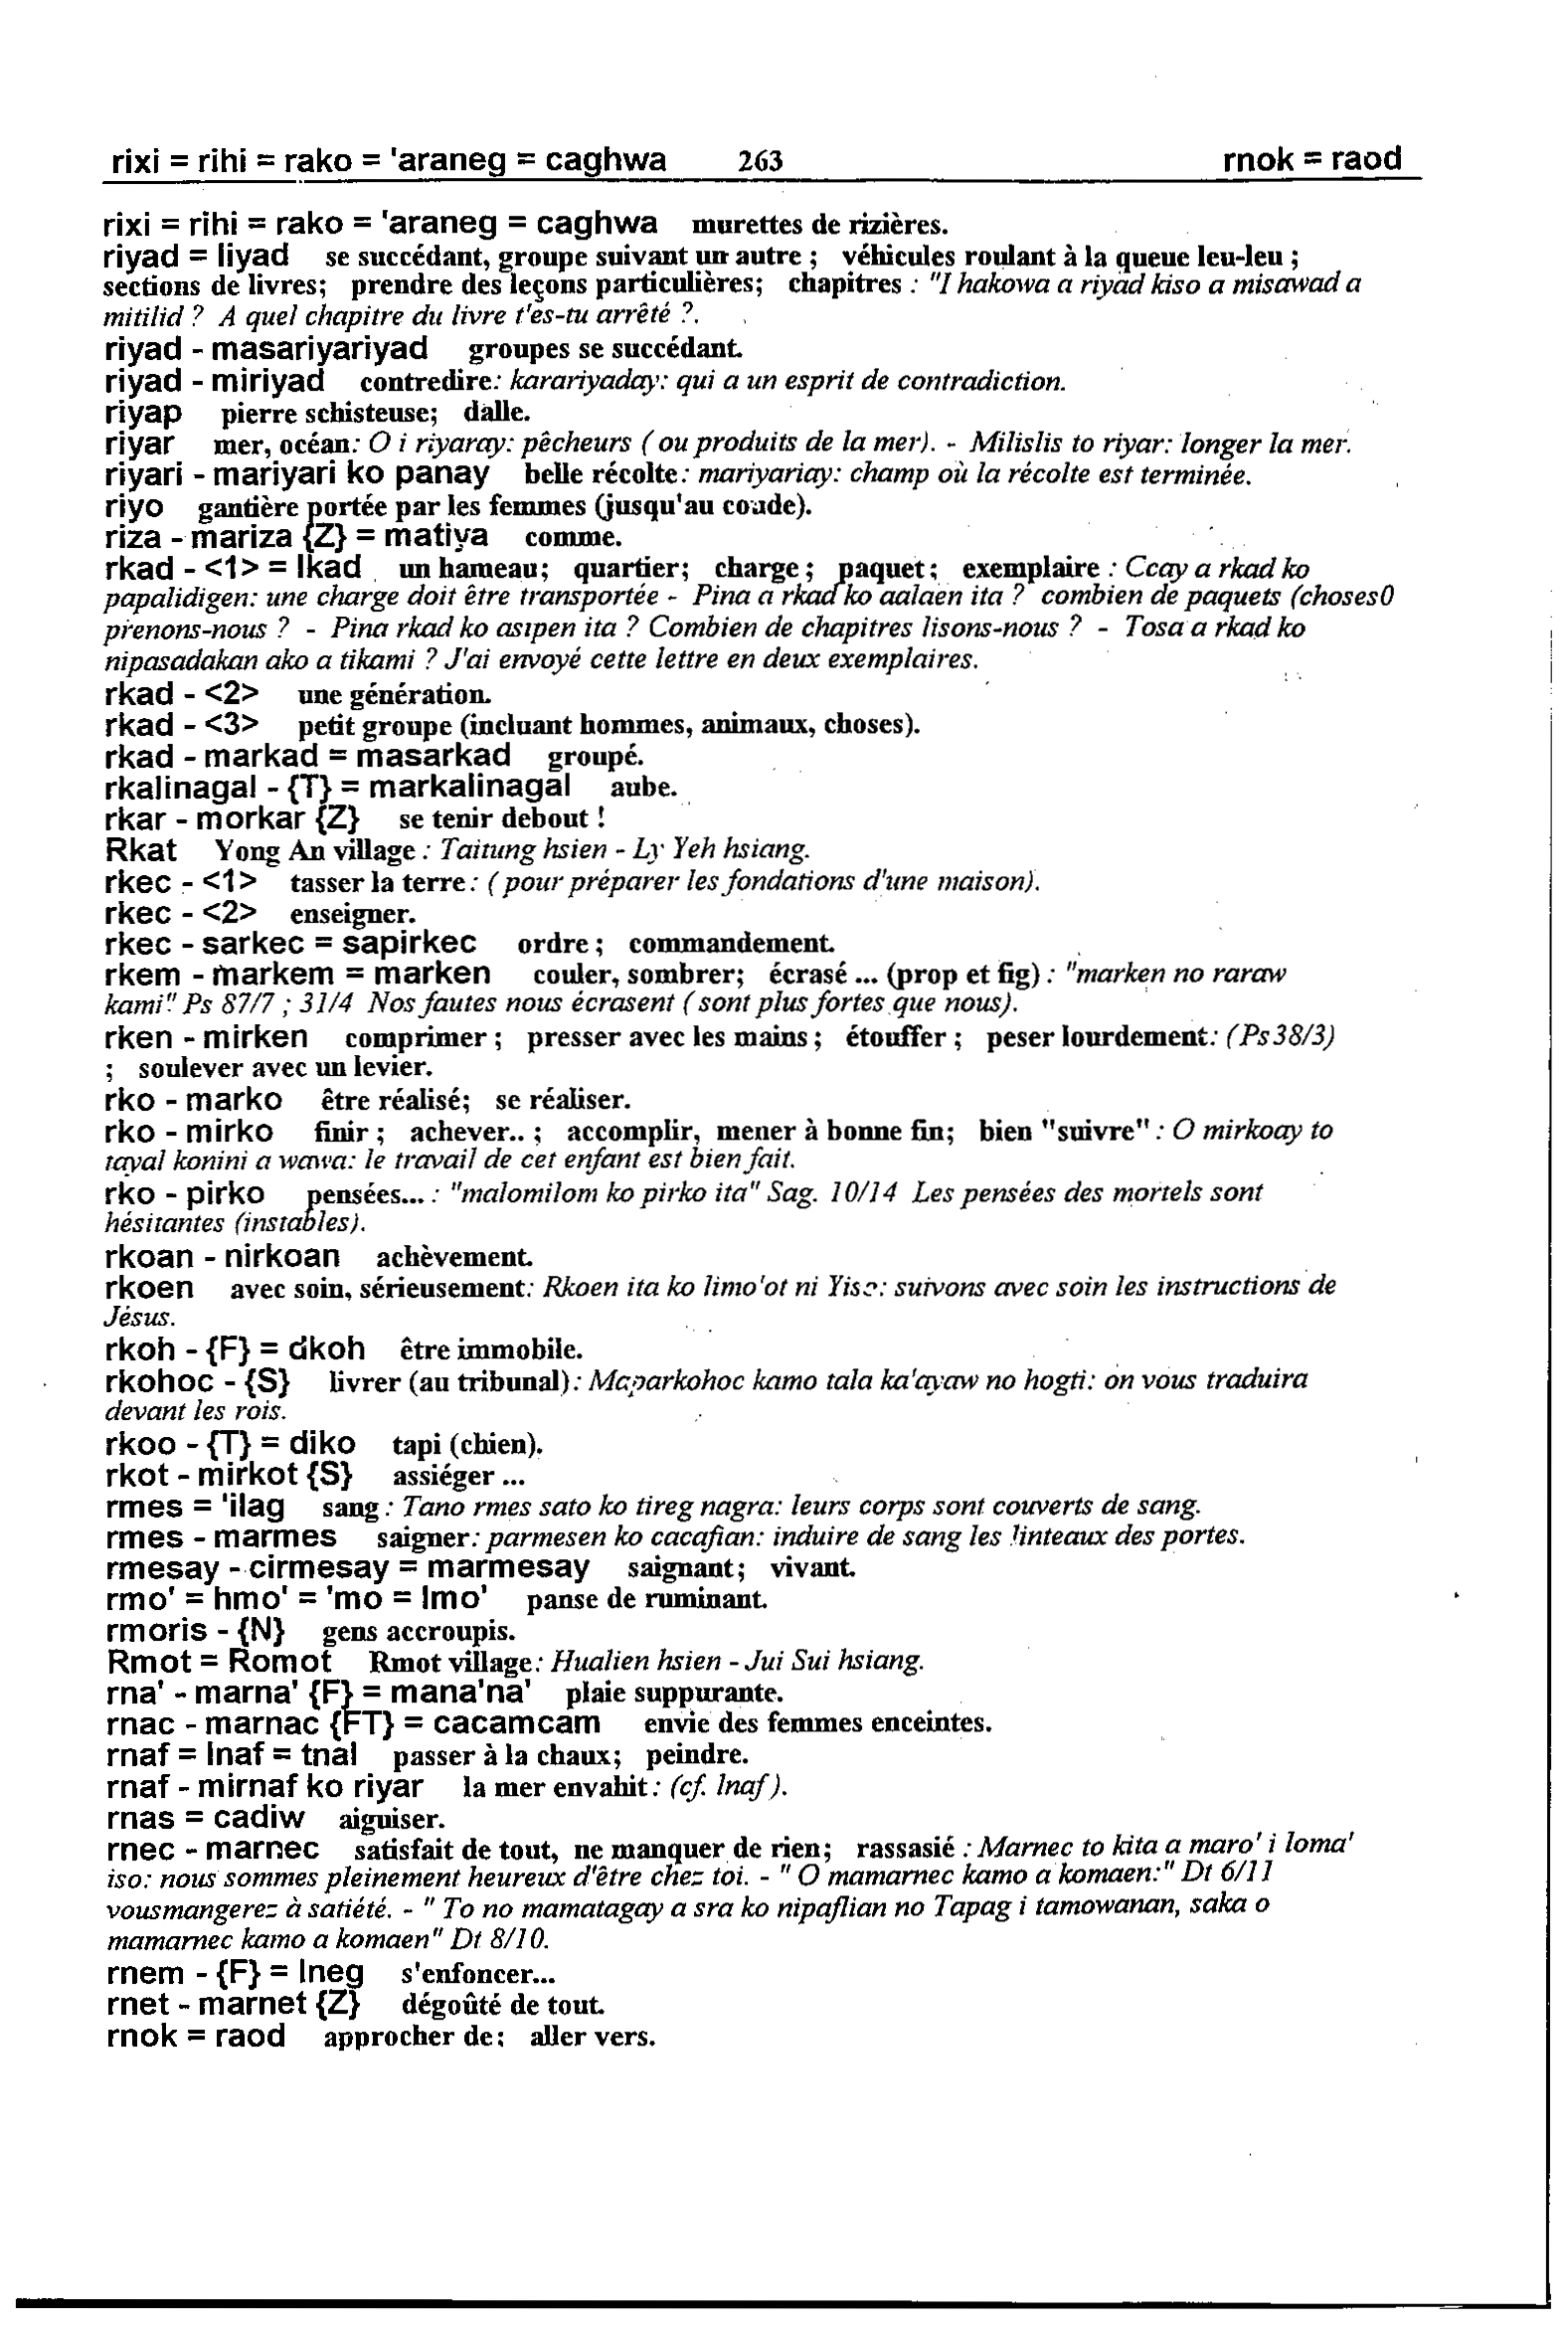 rixi = rihi = rako = 'araneg = caghwa 263 rnok = raod
rixi = rihi = rako = 'araneg = caghwa murettes de rizières.
riyad = liyad se succédant, groupe suivant un autre ; véhicules roulant à la queue leu-leu ;
sections de livres; prendre des leçons particulières; chapitres : "I hakowa a riyad kiso a misawad a
mitilid ? A quel chapitre du livre t'es-tu arrêté ?.
riyad - masariyariyad groupes se succédant.
riyad - miriyad contredire: karariyaday: qui a un esprit de contradiction.
riyap pierre schisteuse; dalle.
riyar mer, océan: O i riyaray: pêcheurs ( ou produits de la mer). - Milislis to riyar: longer la mer.
riyari - mariyari ko panay belle récolte: mariyariay: champ où la récolte est terminée.
riyo gantière portée par les femmes (jusqu'au coude).
riza - mariza {Z} = matiya comme.
rkad - <1> = lkad un hameau; quartier; charge ; paquet ; exemplaire : Ccay a rkad ko
papalidigen: une charge doit être transportée - Pina a rkad ko aalaen ita ? combien de paquets (choses0
prenons-nous ? - Pina rkad ko asipen ita ? Combien de chapitres lisons-nous ? - Tosa a rkad ko
nipasadakan ako a tikami ? J'ai envoyé cette lettre en deux exemplaires.
rkad - <2> une génération.
rkad - <3> petit groupe (incluant hommes, animaux, choses).
rkad - markad = masarkad groupé.
rkalinagal - {T} = markalinagal aube.
rkar - morkar {Z} se tenir debout !
Rkat Yong An village : Taitung hsien - Ly Yeh hsiang.
rkec - <1> tasser la terre : ( pour préparer les fondations d'une maison).
rkec - <2> enseigner.
rkec - sarkec = sapirkec ordre ; commandement.
rkem - markem = marken couler, sombrer; écrasé ... (prop et fig) : "marken no raraw
kami" Ps 87/7 ; 31/4 Nos fautes nous écrasent ( sont plus fortes que nous).
rken - mirken comprimer ; presser avec les mains ; étouffer ; peser lourdement: (Ps 38/3)
; soulever avec un levier.
rko - marko être réalisé; se réaliser.
rko - mirko finir ; achever.. ; accomplir, mener à bonne fin; bien "suivre" : O mirkoay to
tayal konini a wawa: le travail de cet enfant est bien fait.
rko - pirko pensées... : "malomilom ko pirko ita" Sag. 10/14 Les pensées des mortels sont
hésitantes (instables).
rkoan - nirkoan achèvement.
rkoen avec soin, sérieusement: Rkoen ita ko limo'ot ni Yiso: suivons avec soin les instructions de
Jésus.
rkoh - {F} = dkoh être immobile.
rkohoc - {S} livrer (au tribunal) : Maparkohoc kamo tala ka'ayaw no hogti: on vous traduira
devant les rois.
rkoo - {T} = diko tapi (chien).
rkot - mirkot {S} assiéger ...
rmes = 'ilag sang : Tano rmes sato ko tireg nagra: leurs corps sont couverts de sang.
rmes - marmes saigner: parmesen ko cacafian: induire de sang les linteaux des portes.
rmesay - cirmesay = marmesay saignant; vivant.
rmo' = hmo' = 'mo = lmo' panse de ruminant.
rmoris - {N} gens accroupis.
Rmot = Romot Rmot village: Hualien hsien - Jui Sui hsiang.
rna' - marna' {F} = mana'na' plaie suppurante.
rnac - marnac {FT} = cacamcam envie des femmes enceintes.
rnaf = lnaf = tnal passer à la chaux; peindre.
rnaf - mirnaf ko riyar la mer envahit : (cf. lnaf).
rnas = cadiw aiguiser.
rnec - marnec satisfait de tout, ne manquer de rien; rassasié : Marnec to kita a maro' i loma'
iso: nous sommes pleinement heureux d'être chez toi. - " O mamarnec kamo a komaen:" Dt 6/11
vousmangerez à satiété. - " To no mamatagay a sra ko nipaflian no Tapag i tamowanan, saka o
mamarnec kamo a komaen" Dt 8/10.
rnem - {F} = lneg s'enfoncer...
rnet - marnet {Z} dégoûté de tout.
rnok = raod approcher de; aller vers.